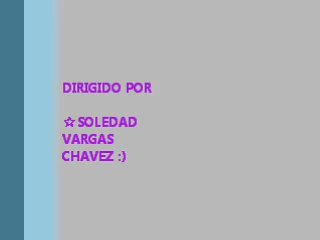 DIRIGIDO POR
☆SOLEDAD
VARGAS
CHAVEZ :)